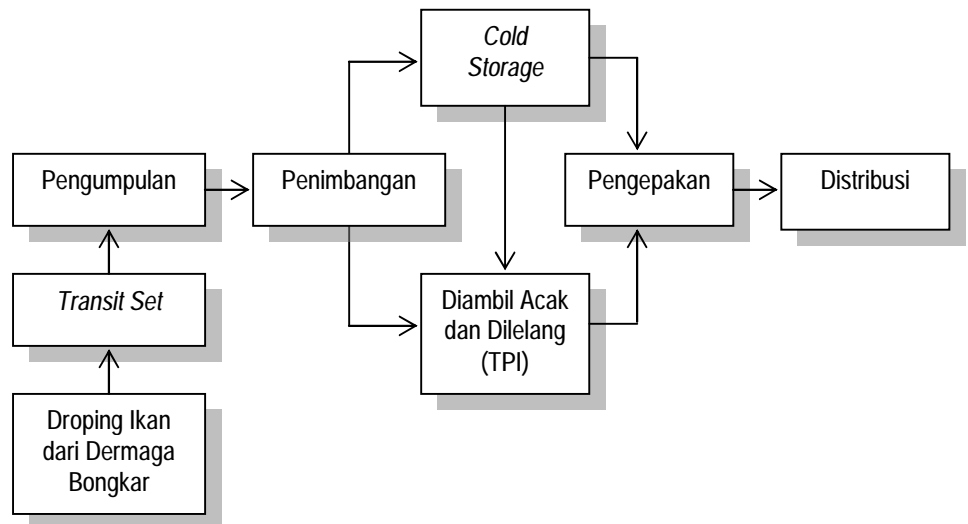 Cold
Storage
Pengumpulan
Penimbangan
Pengepakan
Distribusi
Transit Set
Diambil Acak
dan Dilelang
(TPI)
Droping Ikan
dari Dermaga
Bongkar